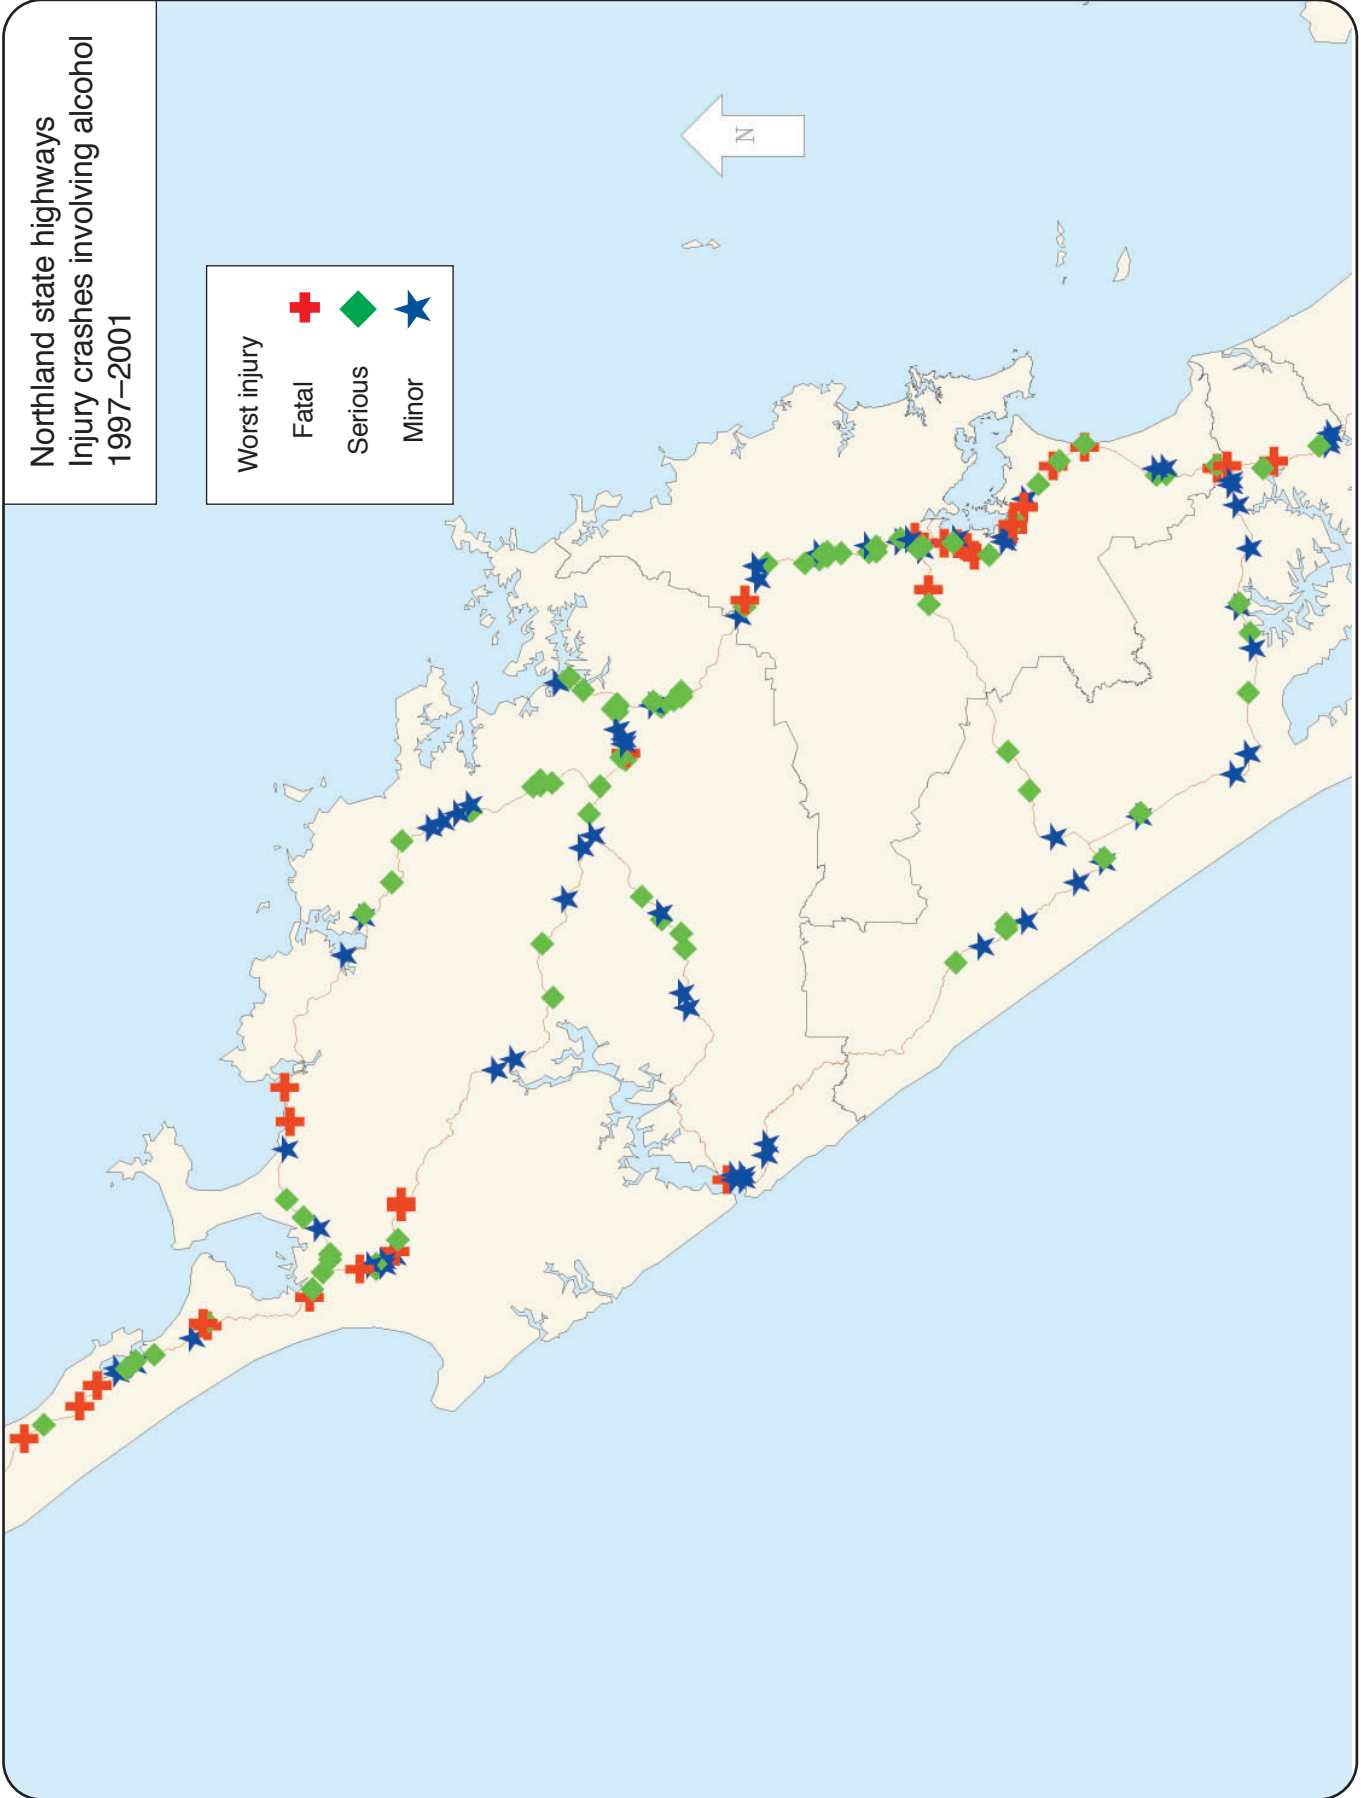 Northland state highways
Injury crashes involving alcohol
1997–2001
Worst injury
Fatal
Serious
Minor
N